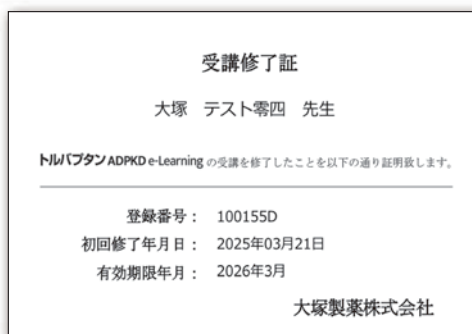 受講修了証
大塚　テスト零四　先生
トルバプタン ADPKD e-Learning の受講を修了したことを以下の通り証明致します。
登録番号： 100155D
初回修了年月日： 2025年03月21日
有効期限年月： 2026年3月
大塚製薬株式会社